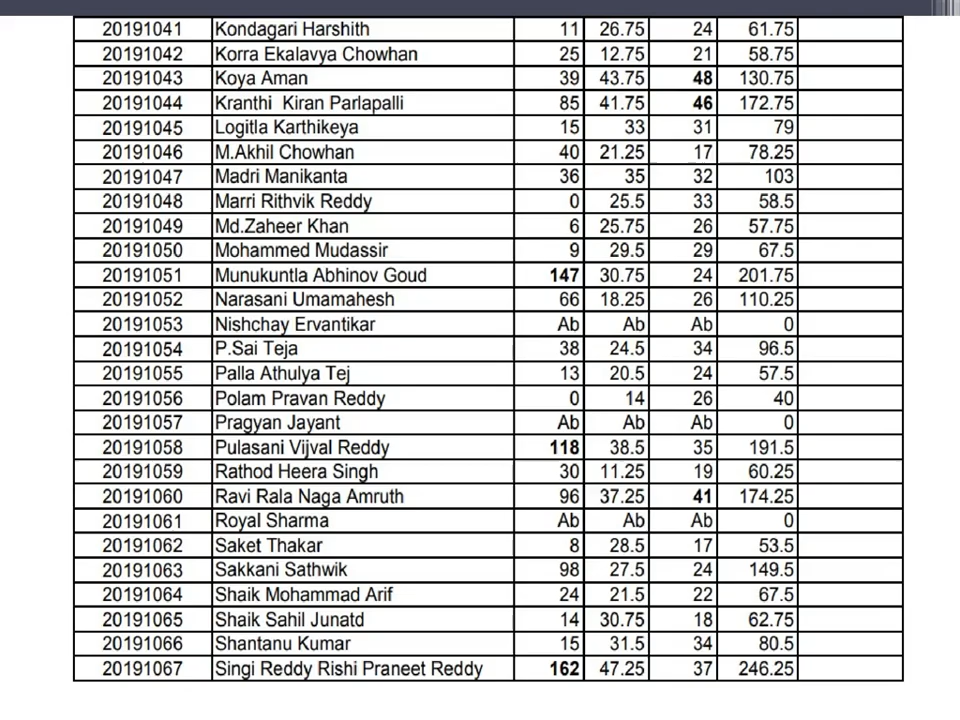 20191041 Kondagari Harshith 11 26.75 24 61.75
20191042 Korra Ekalavya Chowhan 25 12.75 21 58.75
20191043 Koya Aman 39 43.75 48 130.75
20191044 Kranthi Kiran Parlapalli 85 41.75 46 172.75
20191045 Logitla Karthikeya 15 33 31 79
20191046 M.Akhil Chowhan 40 21.25 17 78.25
20191047 Madri Manikanta 36 35 32 103
20191048 Marri Rithvik Reddy 0 25.5 33 58.5
20191049 Md.Zaheer Khan 6 25.75 26 57.75
20191050 Mohammed Mudassir 9 29.5 29 67.5
20191051 Munukuntla Abhinov Goud 147 30.75 24 201.75
20191052 Narasani Umamahesh 66 18.25 26 110.25
20191053 Nishchay Ervantikar Ab Ab Ab 0
20191054 P.Sai Teja 38 24.5 34 96.5
20191055 Palla Athulya Tej 13 20.5 24 57.5
20191056 Polam Pravan Reddy 0 14 26 40
20191057 Pragyan Jayant Ab Ab Ab 0
20191058 Pulasani Vijval Reddy 118 38.5 35 191.5
20191059 Rathod Heera Singh 30 11.25 19 60.25
20191060 Ravi Rala Naga Amruth 96 37.25 41 174.25
20191061 Royal Sharma Ab Ab Ab 0
20191062 Saket Thakar 8 28.5 17 53.5
20191063 Sakkani Sathwik 98 27.5 24 149.5
20191064 Shaik Mohammad Arif 24 21.5 22 67.5
20191065 Shaik Sahil Junatd 14 30.75 18 62.75
20191066 Shantanu Kumar 15 31.5 34 80.5
20191067 Singi Reddy Rishi Praneet Reddy 162 47.25 37 246.25